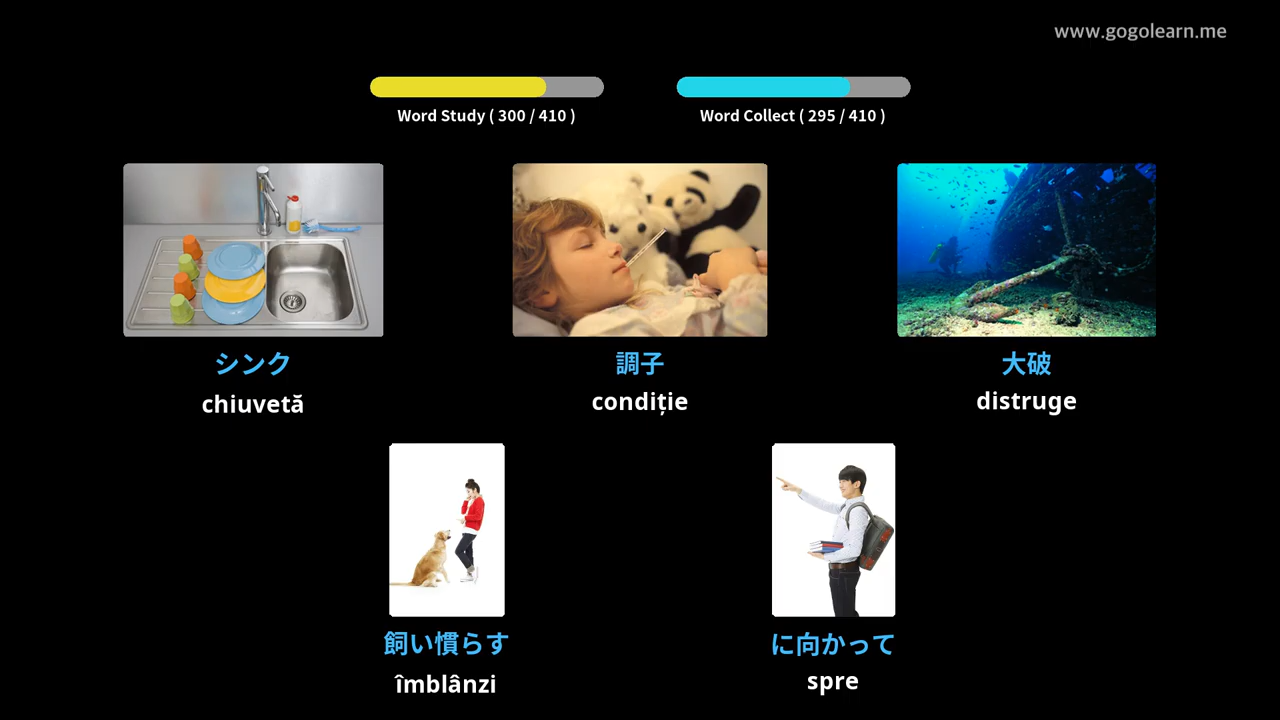 www.gogolearn.me
Word Study ( 300 / 410 )
Word Collect ( 295 / 410 )
シンク
chiuvetă
調子
condiție
大破
distruge
飼い慣らす
îmblânzi
に向かって
spre